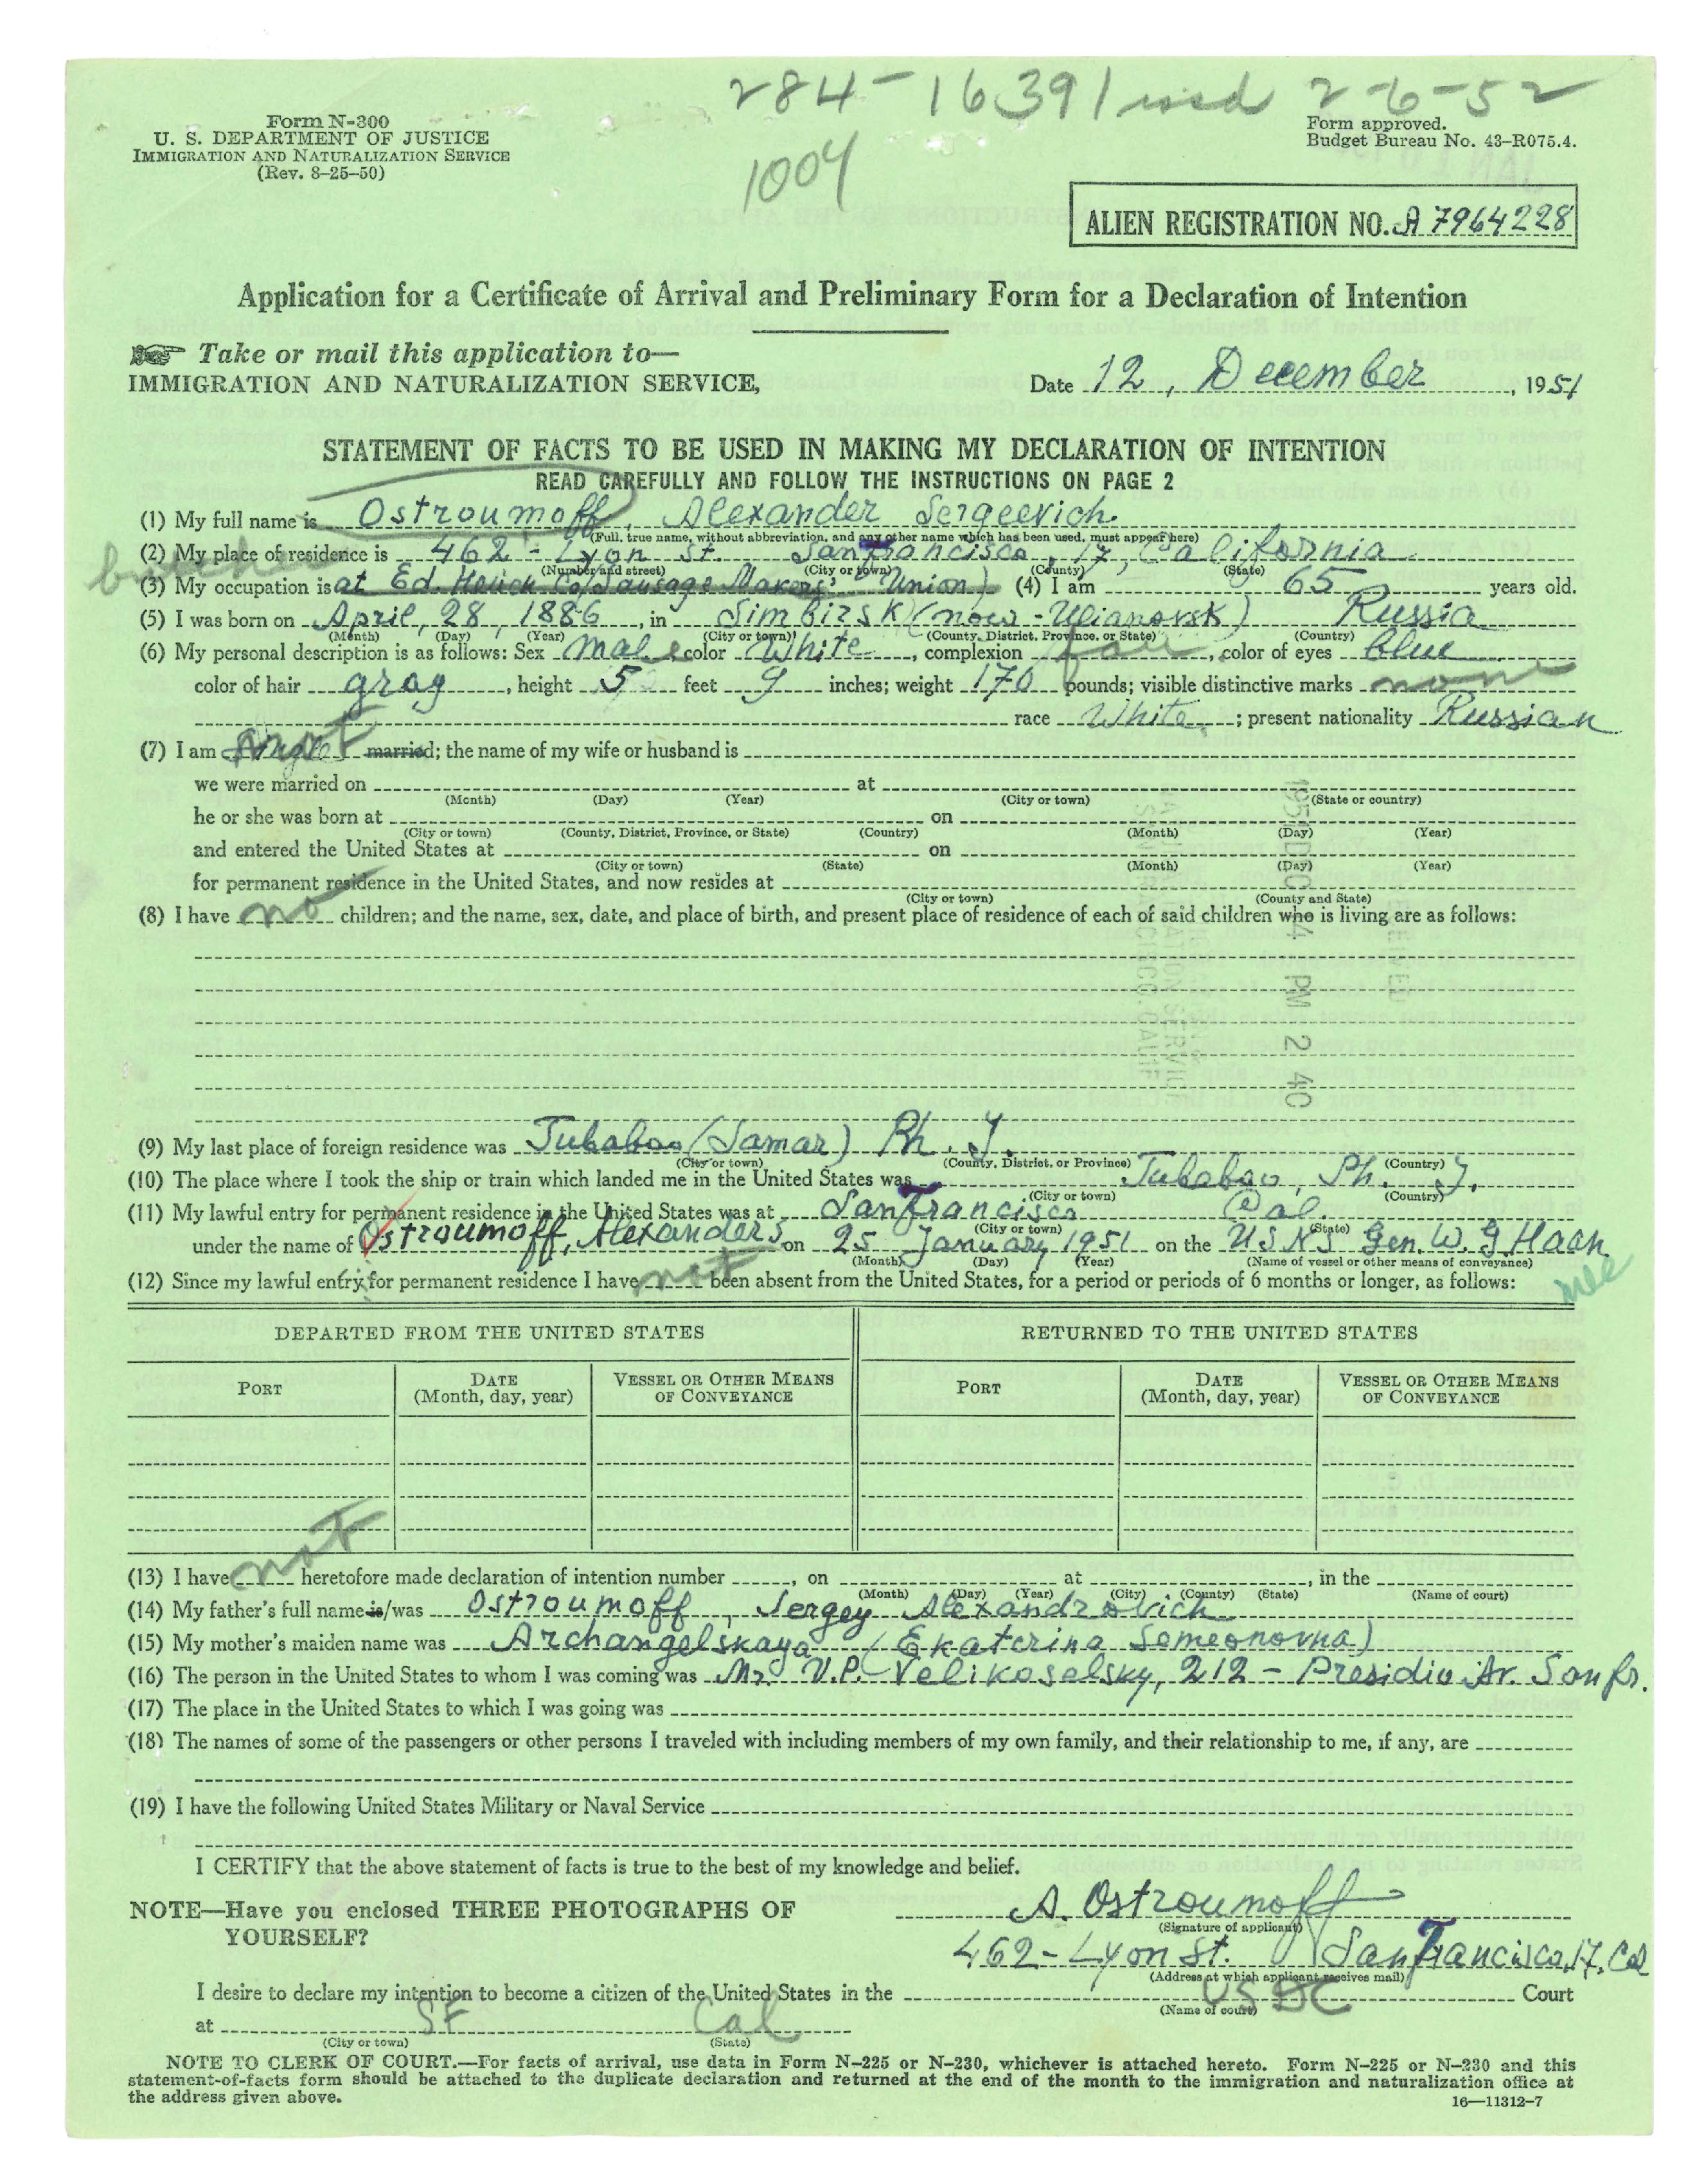 284-16391 issd 2-6-52
Form N-300
U. S. DEPARTMENT OF JUSTICE
IMMIGRATION AND NATURALIZATION SERVICE
(Rev. 8-25-50)
Form approved.
Budget Bureau No. 43-R075.4.
1004
ALIEN REGISTRATION NO. A 7964228
Application for a Certificate of Arrival and Preliminary Form for a Declaration of Intention
Take or mail this application to—
IMMIGRATION AND NATURALIZATION SERVICE,
Date 12, December, 1951
STATEMENT OF FACTS TO BE USED IN MAKING MY DECLARATION OF INTENTION
READ CAREFULLY AND FOLLOW THE INSTRUCTIONS ON PAGE 2
(1) My full name is Ostroumoff, Alexander Sergeevich.
(Full, true name, without abbreviation, and any other name which has been used, must appear here)
(2) My place of residence is 462 - Lyon St. San Francisco, 17, California
(Number and street) (City or town) (County) (State)
butcher
(3) My occupation is at Ed. Heuck Co/Sausage Makers' Union) (4) I am 65 years old.
(5) I was born on April, 28, 1886, in Simbirsk (now-Ulianovsk) Russia
(Month) (Day) (Year) (City or town) (County, District, Province, or State) (Country)
(6) My personal description is as follows: Sex male color White, complexion fair, color of eyes blue
color of hair gray, height 5 feet 9 inches; weight 170 pounds; visible distinctive marks none
race White; present nationality Russian
(7) I am single not married; the name of my wife or husband is
we were married on at
(Month) (Day) (Year) (City or town) (State or country)
he or she was born at on
(City or town) (County, District, Province, or State) (Country) (Month) (Day) (Year)
and entered the United States at on
(City or town) (State) (Month) (Day) (Year)
for permanent residence in the United States, and now resides at
(City or town) (County and State)
(8) I have no children; and the name, sex, date, and place of birth, and present place of residence of each of said children who is living are as follows:
PM 2 40
(9) My last place of foreign residence was Tubabao (Samar) Ph. I.
(City or town) (County, District, or Province) (Country)
(10) The place where I took the ship or train which landed me in the United States was Tubabao, Ph. I.
(City or town) (Country)
(11) My lawful entry for permanent residence in the United States was at San Francisco Cal.
(City or town) (State)
under the name of Ostroumoff, Alexander S. on 25 January 1951 on the USNS Gen. W. G. Haan
(Month) (Day) (Year) (Name of vessel or other means of conveyance)
(12) Since my lawful entry for permanent residence I have not been absent from the United States, for a period or periods of 6 months or longer, as follows:
DEPARTED FROM THE UNITED STATES RETURNED TO THE UNITED STATES
PORT DATE (Month, day, year) VESSEL OR OTHER MEANS OF CONVEYANCE PORT DATE (Month, day, year) VESSEL OR OTHER MEANS OF CONVEYANCE
(13) I have not heretofore made declaration of intention number, on at, in the
(Month) (Day) (Year) (City) (County) (State) (Name of court)
(14) My father's full name is/was Ostroumoff, Sergey Alexandrovich
(15) My mother's maiden name was Archangelskaya (Ekaterina Semeonovna)
(16) The person in the United States to whom I was coming was Mr. V.P. Velikoselsky, 212 - Presidio Av. San fr.
(17) The place in the United States to which I was going was
(18) The names of some of the passengers or other persons I traveled with including members of my own family, and their relationship to me, if any, are
(19) I have the following United States Military or Naval Service
I CERTIFY that the above statement of facts is true to the best of my knowledge and belief.
NOTE—Have you enclosed THREE PHOTOGRAPHS OF
YOURSELF?
A. Ostroumoff
(Signature of applicant)
462 - Lyon St. San Francisco, 17, Cal
(Address at which applicant receives mail)
I desire to declare my intention to become a citizen of the United States in the US DC Court
(Name of court)
at SF Cal
(City or town) (State)
NOTE TO CLERK OF COURT.—For facts of arrival, use data in Form N-225 or N-230, whichever is attached hereto. Form N-225 or N-230 and this
statement-of-facts form should be attached to the duplicate declaration and returned at the end of the month to the immigration and naturalization office at
the address given above.
16—11312-7